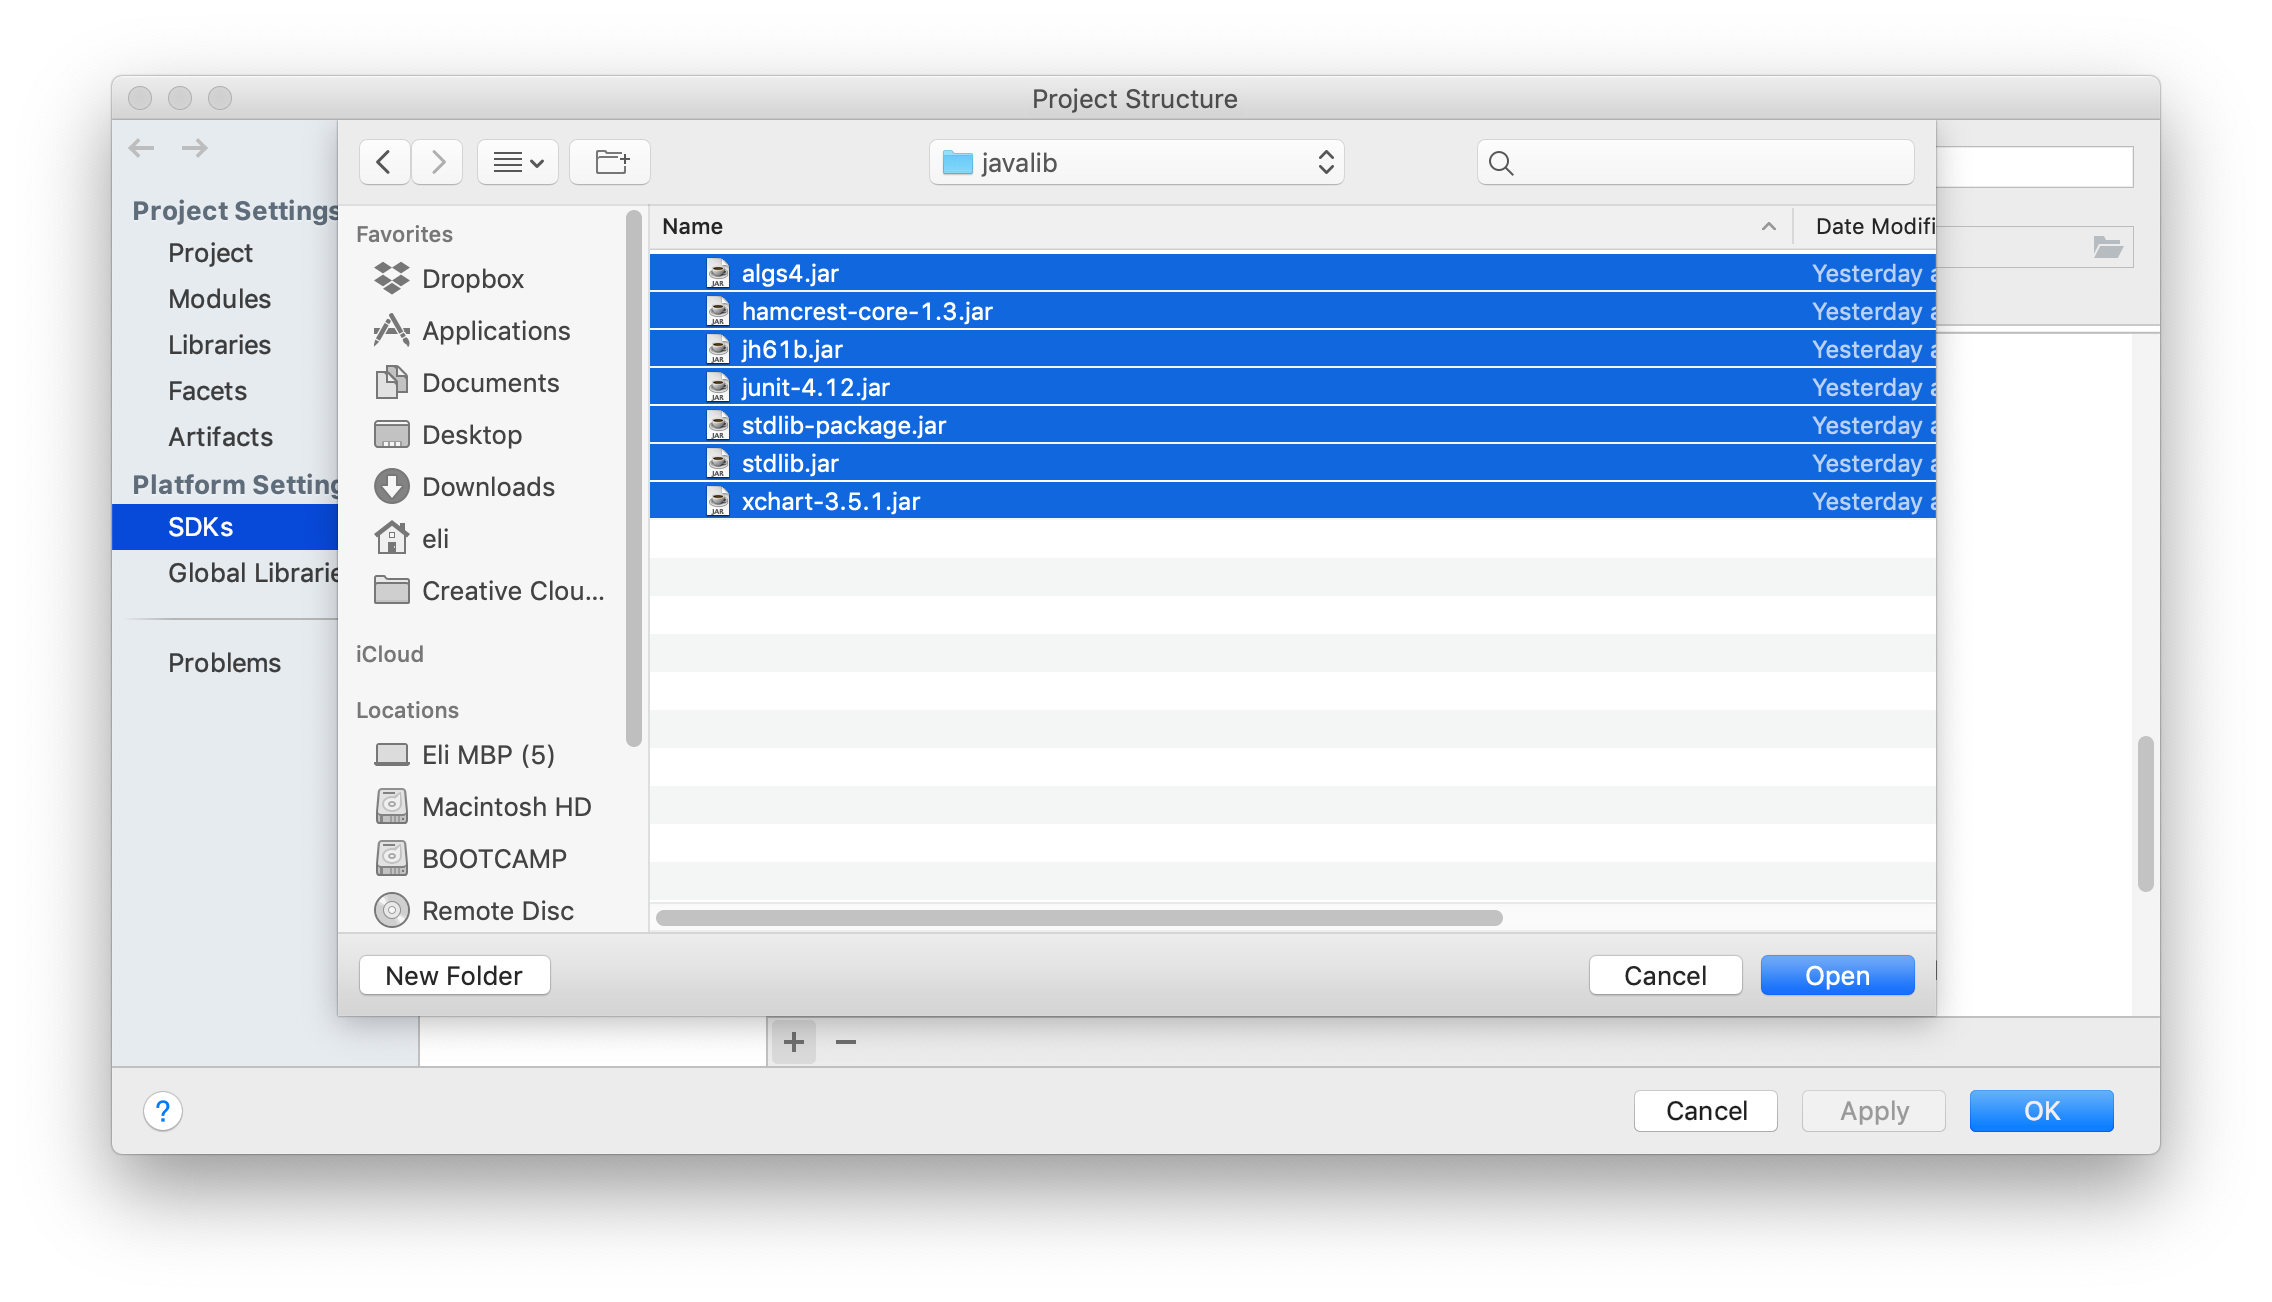 Project Structure
javalib
Project Settings
Project
Modules
Libraries
Facets
Artifacts
Platform Setting
SDKs
Global Librarie
Problems
Favorites
Dropbox
Applications
Documents
Desktop
Downloads
eli
Creative Clou...
iCloud
Locations
Eli MBP (5)
Macintosh HD
BOOTCAMP
Remote Disc
Name Date Modifi
algs4.jar Yesterday a
hamcrest-core-1.3.jar Yesterday a
jh61b.jar Yesterday a
junit-4.12.jar Yesterday a
stdlib-package.jar Yesterday a
stdlib.jar Yesterday a
xchart-3.5.1.jar Yesterday a
New Folder Cancel Open
+ −
? Cancel Apply OK